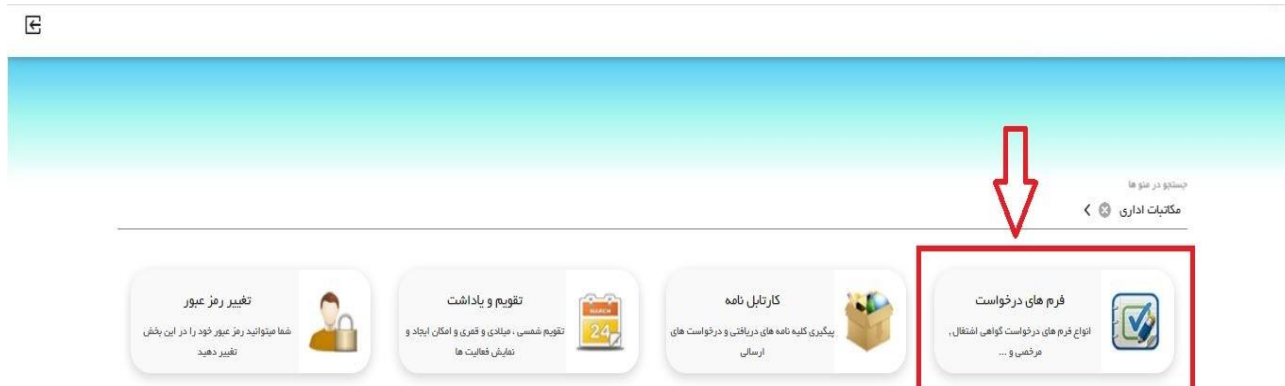 جستجو در منو ها
مکاتبات اداری
فرم های درخواست
انواع فرم های درخواست گواهی اشتغال ,
مرخصی و ...
کارتابل نامه
پیگیری کلیه نامه های دریافتی و درخواست های
ارسالی
تقویم و یاداشت
تقویم شمسی ، میلادی و قمری و امکان ایجاد و
نمایش فعالیت ها
MARCH
24
تغییر رمز عبور
شما میتوانید رمز عبور خود را در این بخش
تغییر دهید